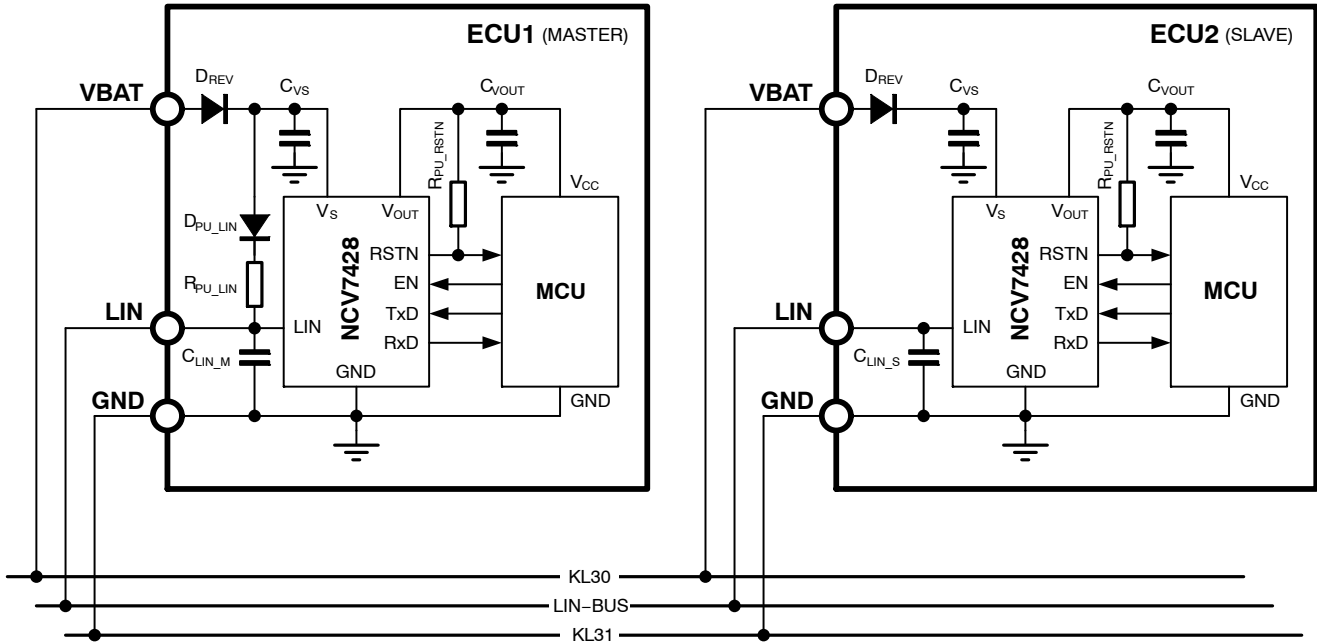 ECU1 (MASTER)
VBAT
DREV
CVS
CVOUT
RPU_RSTN
VCC
VS
VOUT
DPU_LIN
RPU_LIN
NCV7428
RSTN
EN
TxD
RxD
MCU
LIN
LIN
CLIN_M
GND
GND
GND
ECU2 (SLAVE)
VBAT
DREV
CVS
CVOUT
RPU_RSTN
VCC
VS
VOUT
NCV7428
RSTN
EN
TxD
RxD
MCU
LIN
LIN
CLIN_S
GND
GND
GND
KL30
LIN–BUS
KL31